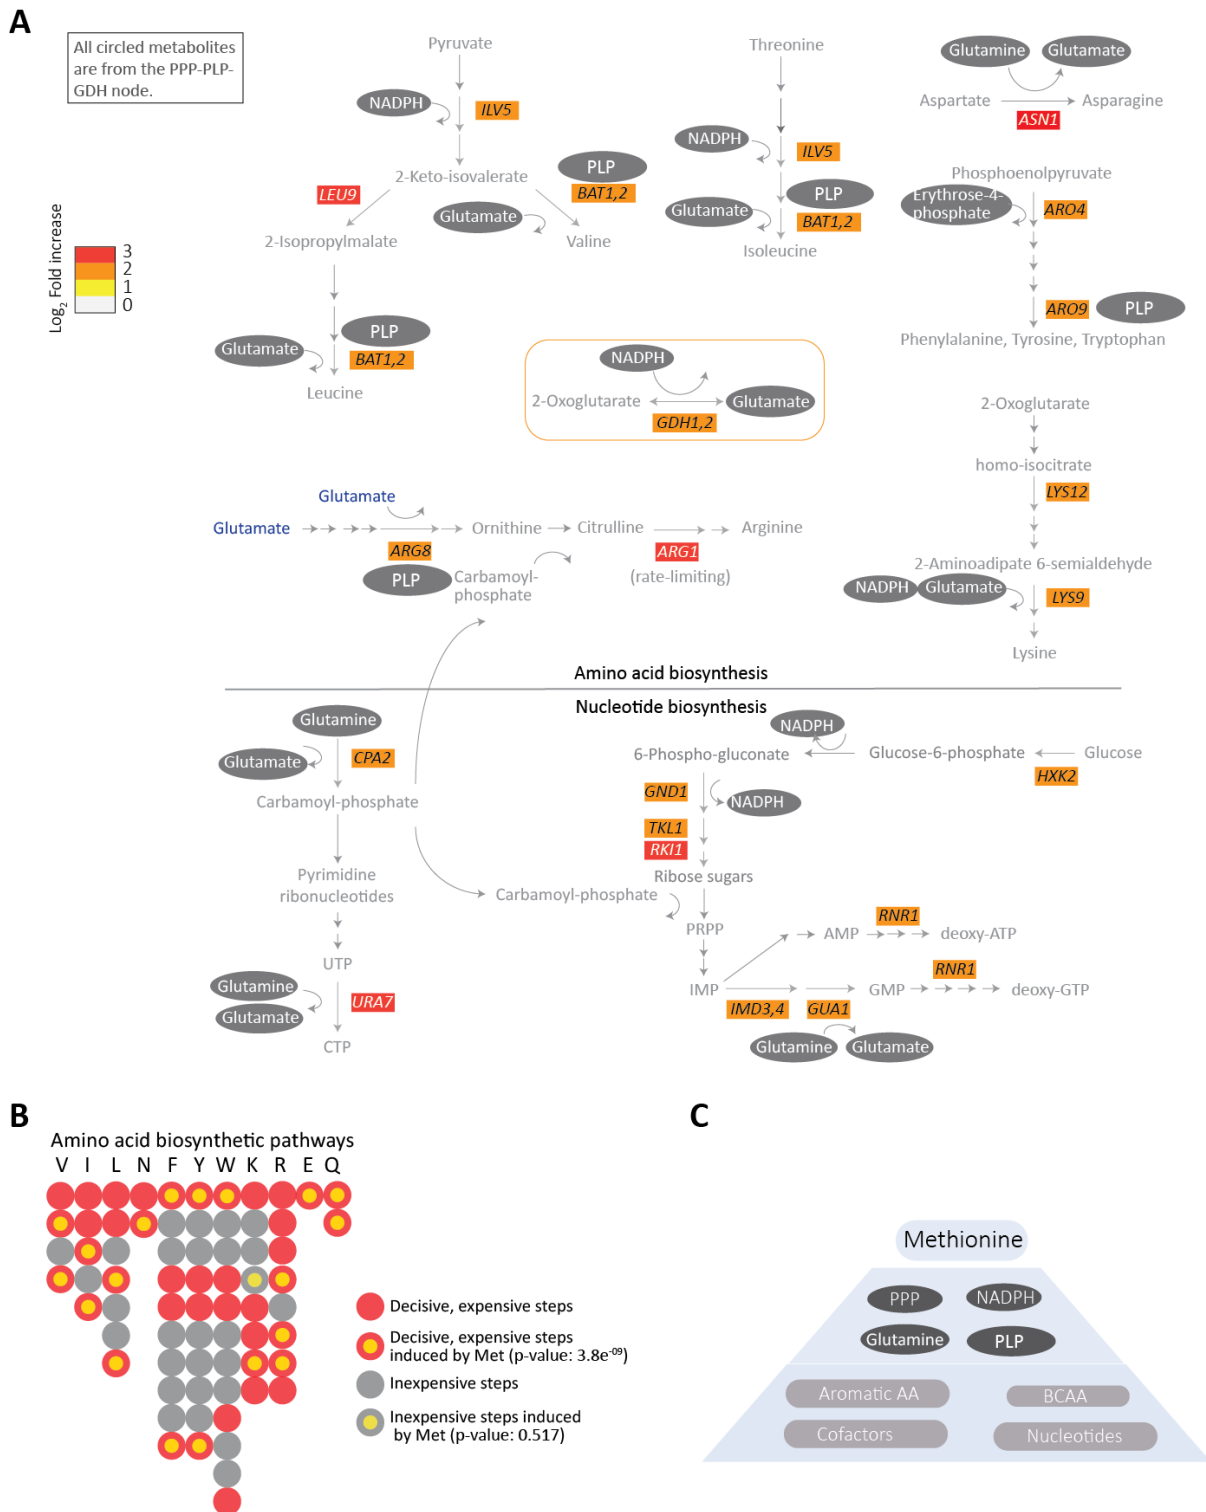 A
All circled metabolites
are from the PPP-PLP-
GDH node.
Pyruvate
NADPH
ILV5
2-Keto-isovalerate
LEU9
PLP
BAT1,2
Glutamate
2-Isopropylmalate
Valine
PLP
Glutamate
BAT1,2
Leucine
Log2 Fold increase
3
2
1
0
Threonine
NADPH
ILV5
PLP
Glutamate
BAT1,2
Isoleucine
Glutamine
Glutamate
Aspartate
Asparagine
ASN1
Phosphoenolpyruvate
Erythrose-4-
phosphate
ARO4
ARO9
PLP
Phenylalanine, Tyrosine, Tryptophan
NADPH
2-Oxoglutarate
Glutamate
GDH1,2
2-Oxoglutarate
homo-isocitrate
LYS12
2-Aminoadipate 6-semialdehyde
NADPH
Glutamate
LYS9
Lysine
Glutamate
Glutamate
Ornithine
Citrulline
Arginine
ARG8
ARG1
PLP
Carbamoyl-
phosphate
(rate-limiting)
Amino acid biosynthesis
Nucleotide biosynthesis
Glutamine
Glutamate
CPA2
Carbamoyl-phosphate
Pyrimidine
ribonucleotides
UTP
Glutamine
Glutamate
URA7
CTP
NADPH
6-Phospho-gluconate
Glucose-6-phosphate
Glucose
HXK2
GND1
NADPH
TKL1
RKI1
Ribose sugars
Carbamoyl-phosphate
PRPP
RNR1
AMP
deoxy-ATP
RNR1
IMP
GMP
deoxy-GTP
IMD3,4
GUA1
Glutamine
Glutamate
B
Amino acid biosynthetic pathways
V I L N F Y W K R E Q
Decisive, expensive steps
Decisive, expensive steps
induced by Met (p-value: 3.8e-09)
Inexpensive steps
Inexpensive steps induced
by Met (p-value: 0.517)
C
Methionine
PPP
NADPH
Glutamine
PLP
Aromatic AA
BCAA
Cofactors
Nucleotides